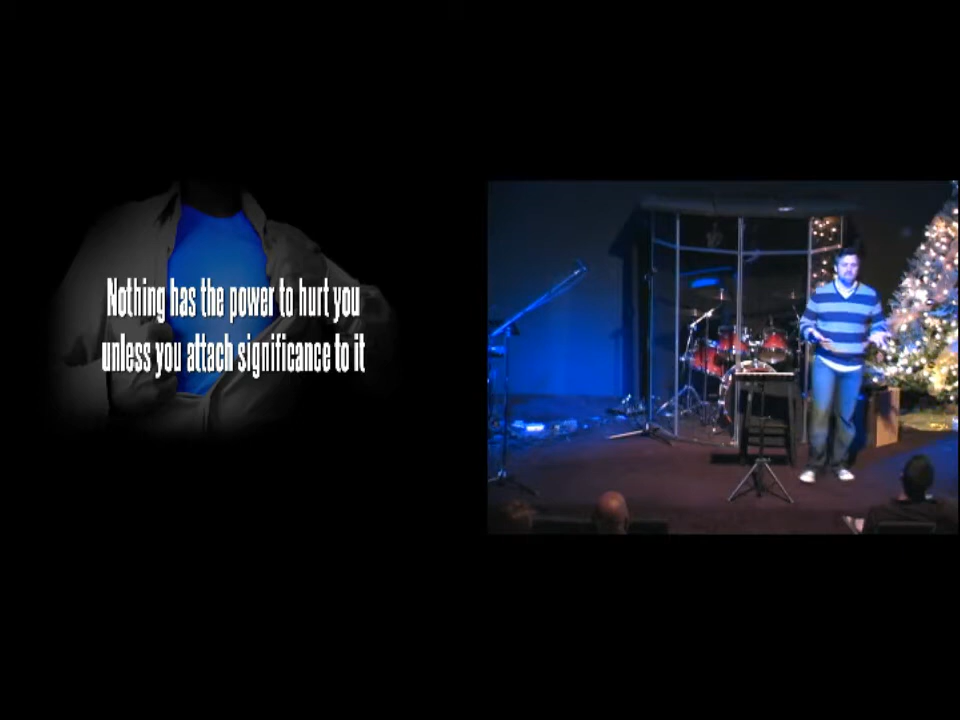 Nothing has the power to hurt you
unless you attach significance to it